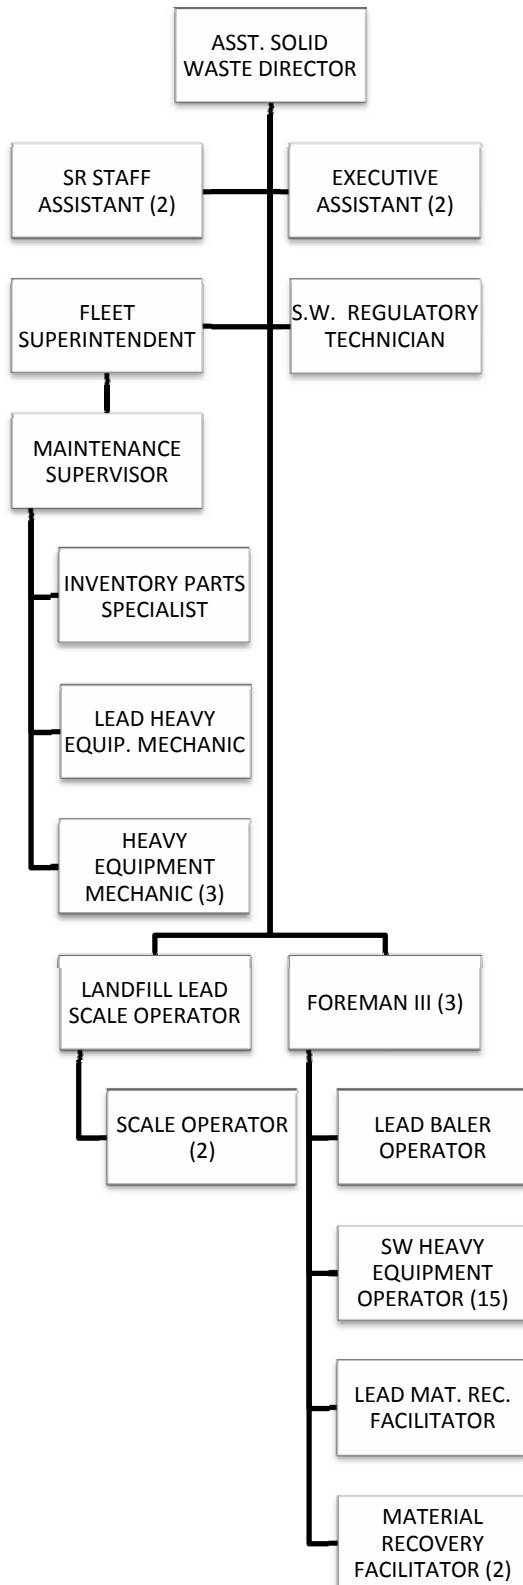 ASST. SOLID
WASTE DIRECTOR
SR STAFF
ASSISTANT (2)
EXECUTIVE
ASSISTANT (2)
FLEET
SUPERINTENDENT
S.W. REGULATORY
TECHNICIAN
MAINTENANCE
SUPERVISOR
INVENTORY PARTS
SPECIALIST
LEAD HEAVY
EQUIP. MECHANIC
HEAVY
EQUIPMENT
MECHANIC (3)
LANDFILL LEAD
SCALE OPERATOR
FOREMAN III (3)
SCALE OPERATOR
(2)
LEAD BALER
OPERATOR
SW HEAVY
EQUIPMENT
OPERATOR (15)
LEAD MAT. REC.
FACILITATOR
MATERIAL
RECOVERY
FACILITATOR (2)